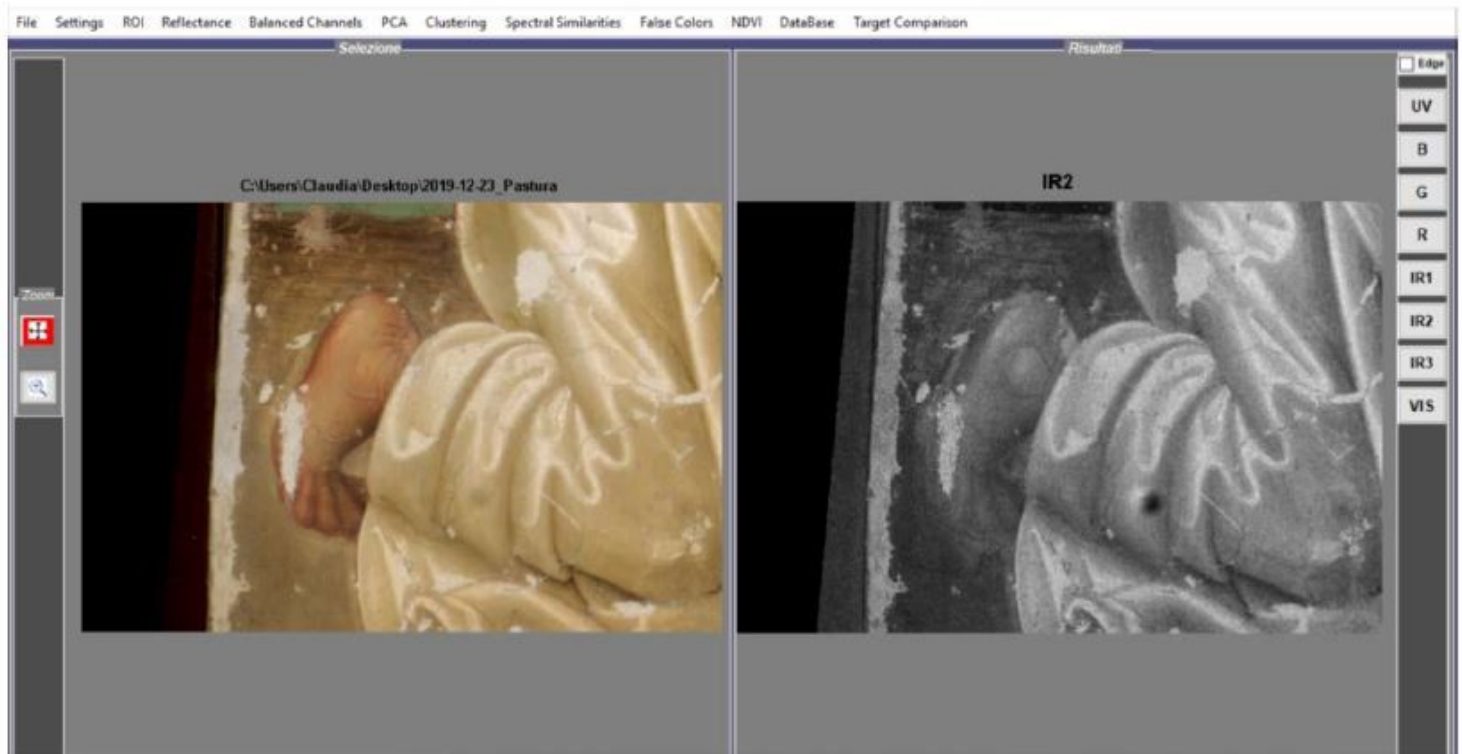 File Settings ROI Reflectance Balanced Channels PCA Clustering Spectral Similarities False Colors NDVI DataBase Target Comparison
Selezione
Risultati
Edge
UV
B
G
R
IR1
IR2
IR3
VIS
Zoom
C:\Users\Claudia\Desktop\2019-12-23_Pastura
IR2